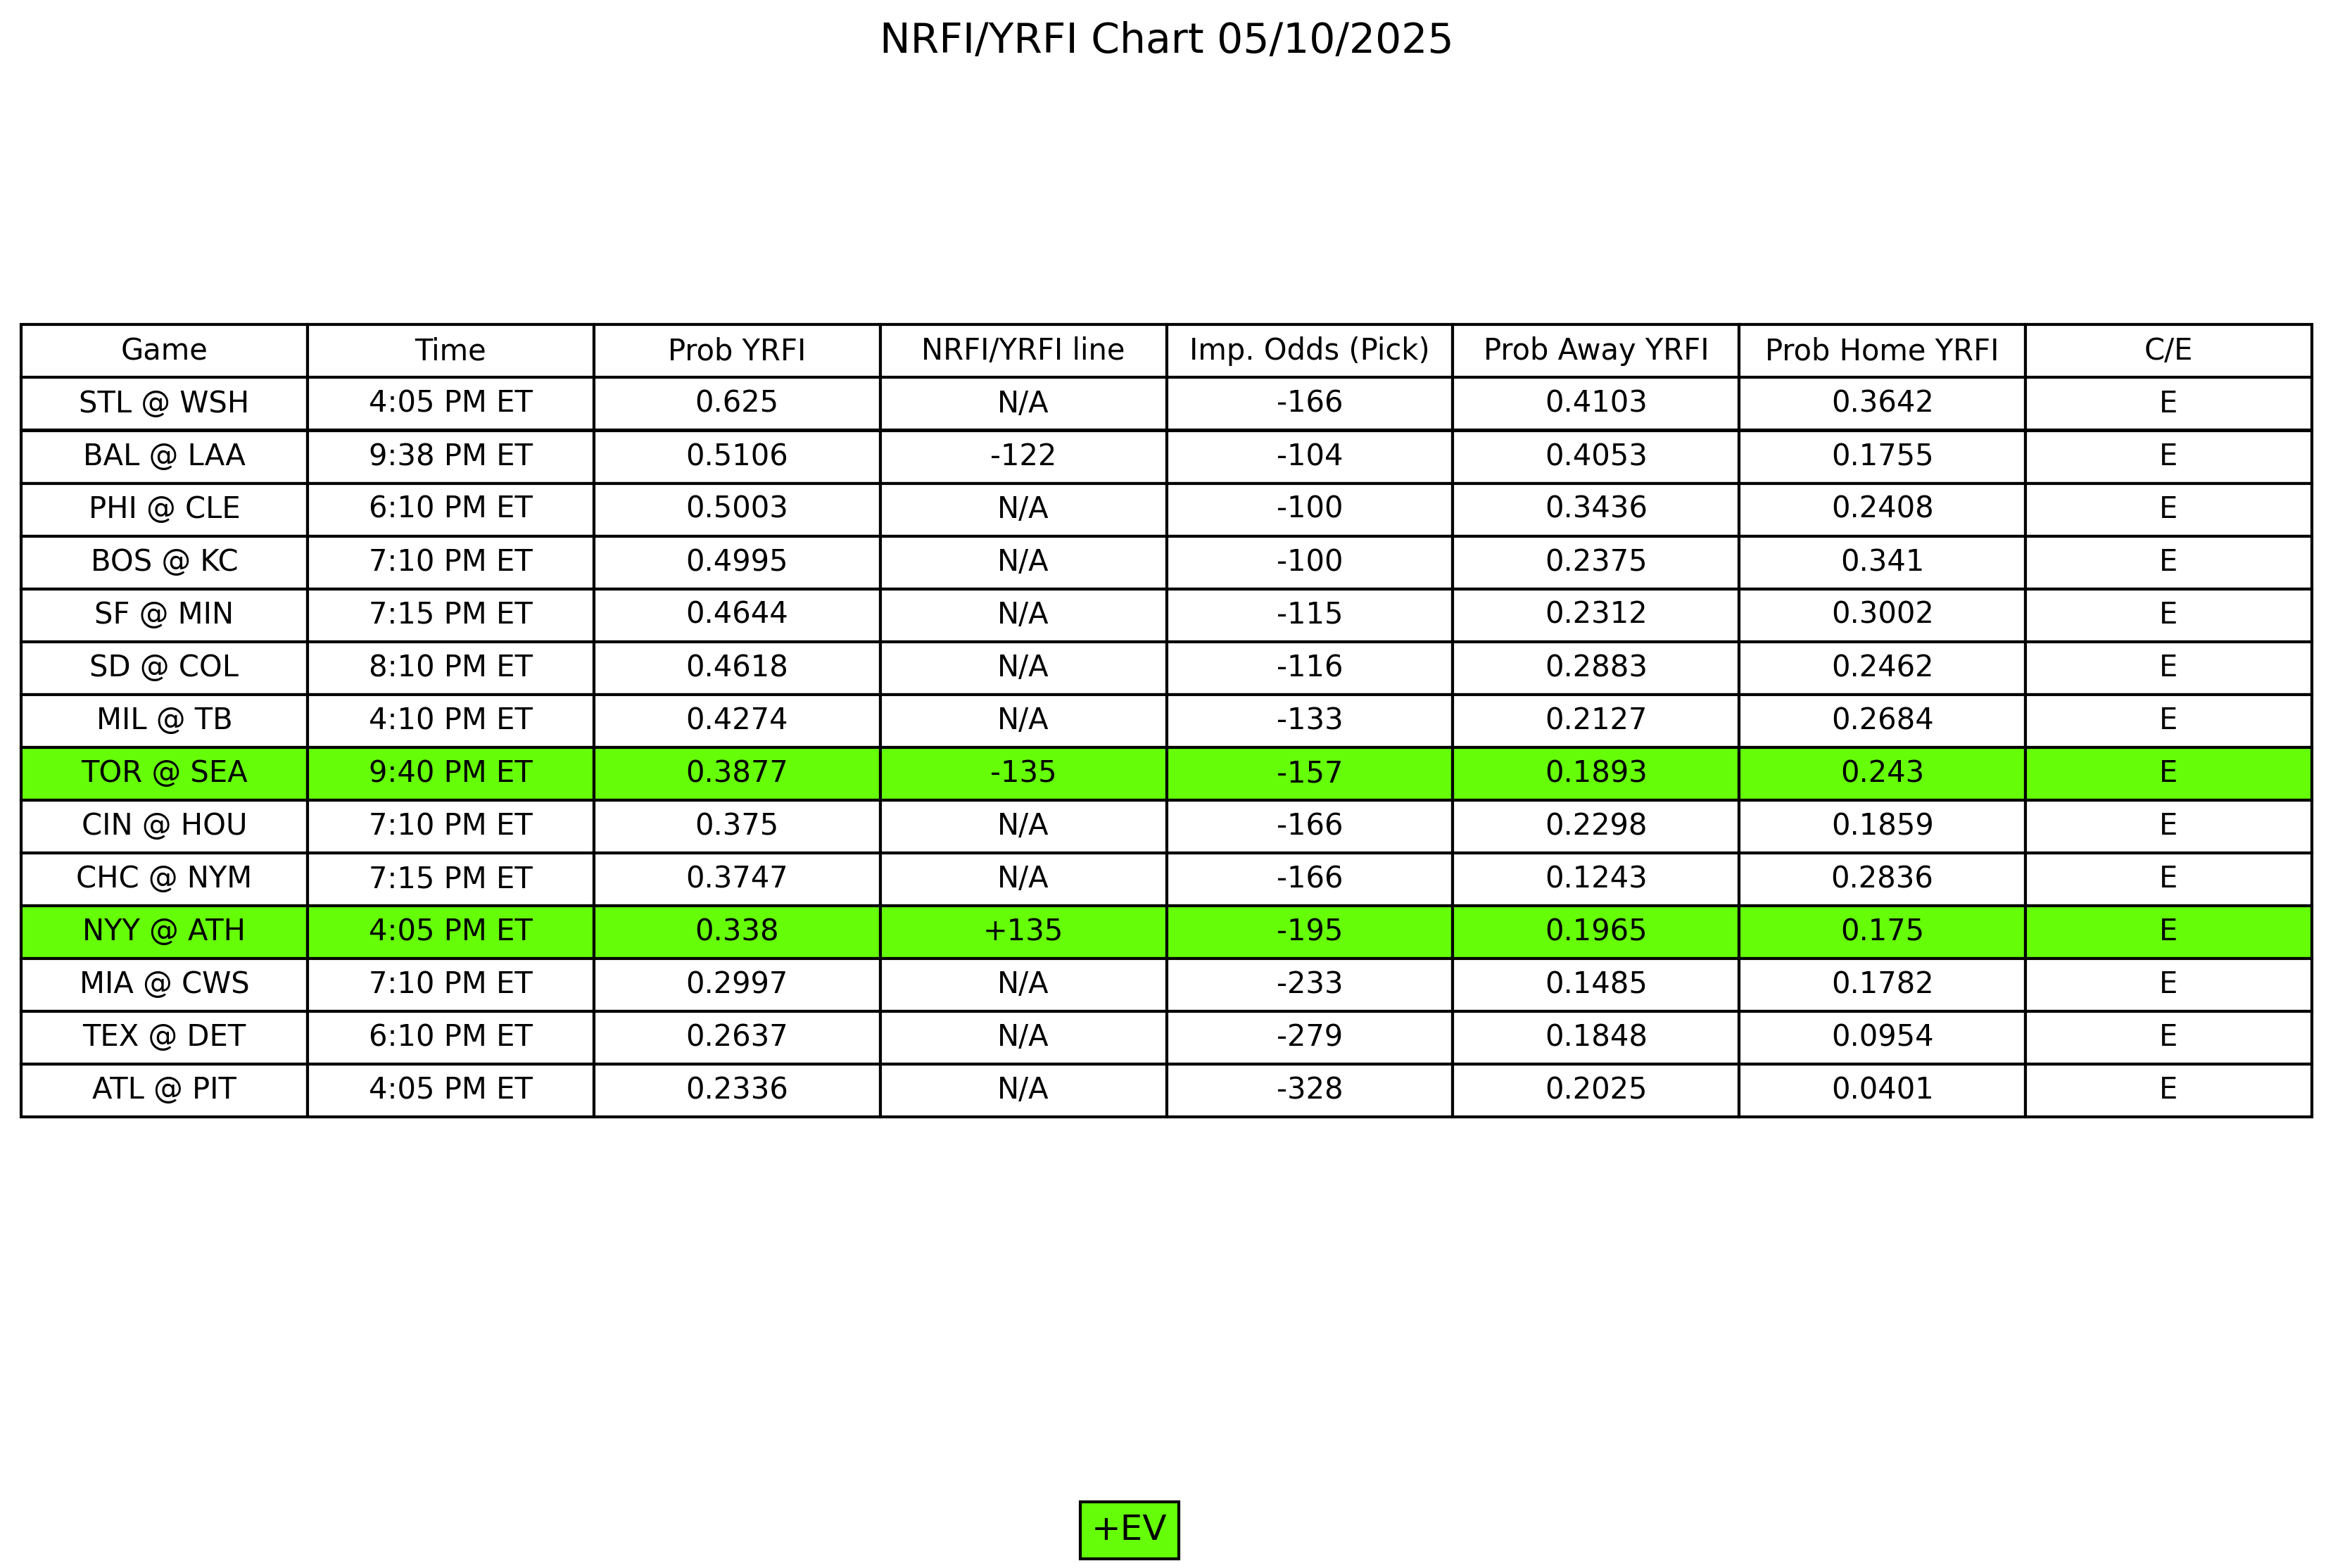 NRFI/YRFI Chart 05/10/2025
Game Time Prob YRFI NRFI/YRFI line Imp. Odds (Pick) Prob Away YRFI Prob Home YRFI C/E
STL @ WSH 4:05 PM ET 0.625 N/A -166 0.4103 0.3642 E
BAL @ LAA 9:38 PM ET 0.5106 -122 -104 0.4053 0.1755 E
PHI @ CLE 6:10 PM ET 0.5003 N/A -100 0.3436 0.2408 E
BOS @ KC 7:10 PM ET 0.4995 N/A -100 0.2375 0.341 E
SF @ MIN 7:15 PM ET 0.4644 N/A -115 0.2312 0.3002 E
SD @ COL 8:10 PM ET 0.4618 N/A -116 0.2883 0.2462 E
MIL @ TB 4:10 PM ET 0.4274 N/A -133 0.2127 0.2684 E
TOR @ SEA 9:40 PM ET 0.3877 -135 -157 0.1893 0.243 E
CIN @ HOU 7:10 PM ET 0.375 N/A -166 0.2298 0.1859 E
CHC @ NYM 7:15 PM ET 0.3747 N/A -166 0.1243 0.2836 E
NYY @ ATH 4:05 PM ET 0.338 +135 -195 0.1965 0.175 E
MIA @ CWS 7:10 PM ET 0.2997 N/A -233 0.1485 0.1782 E
TEX @ DET 6:10 PM ET 0.2637 N/A -279 0.1848 0.0954 E
ATL @ PIT 4:05 PM ET 0.2336 N/A -328 0.2025 0.0401 E
+EV